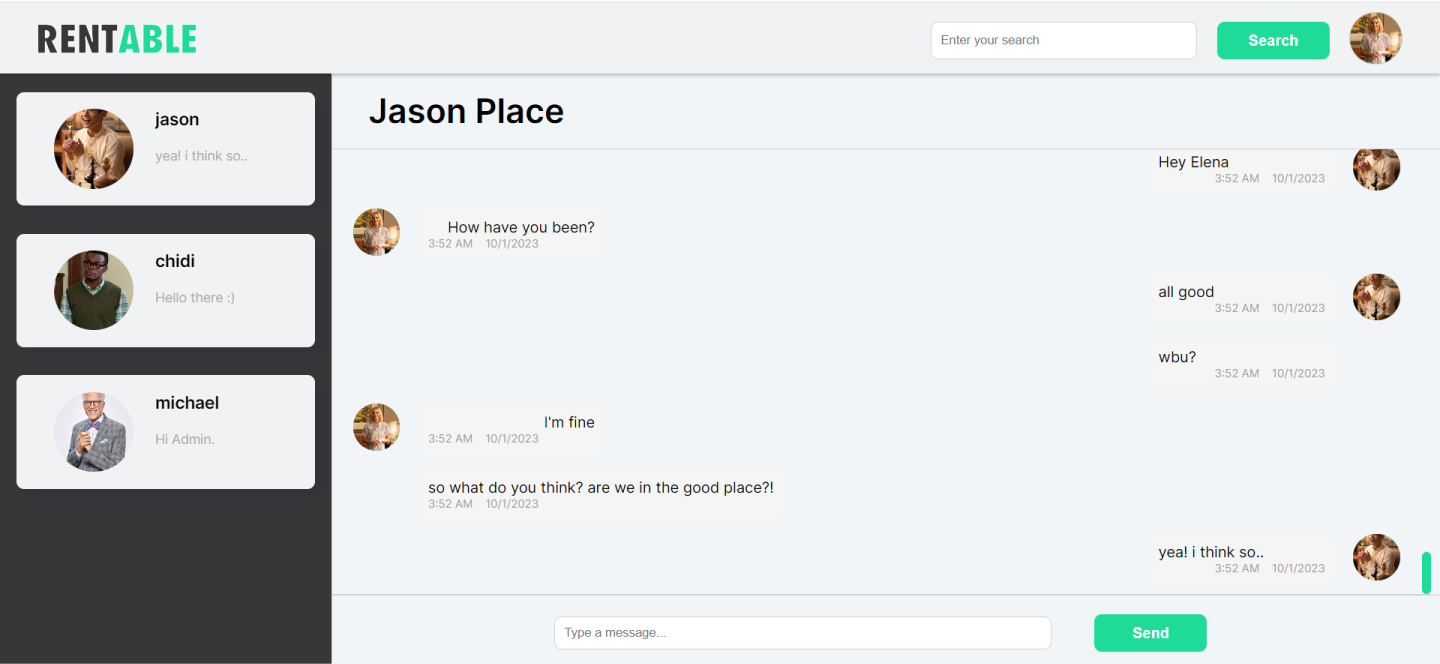 RENTABLE
Enter your search
Search
jason
yea! i think so..
chidi
Hello there :)
michael
Hi Admin.
Jason Place
Hey Elena
3:52 AM 10/1/2023
How have you been?
3:52 AM 10/1/2023
all good
3:52 AM 10/1/2023
wbu?
3:52 AM 10/1/2023
I'm fine
3:52 AM 10/1/2023
so what do you think? are we in the good place?!
3:52 AM 10/1/2023
yea! i think so..
3:52 AM 10/1/2023
Type a message...
Send